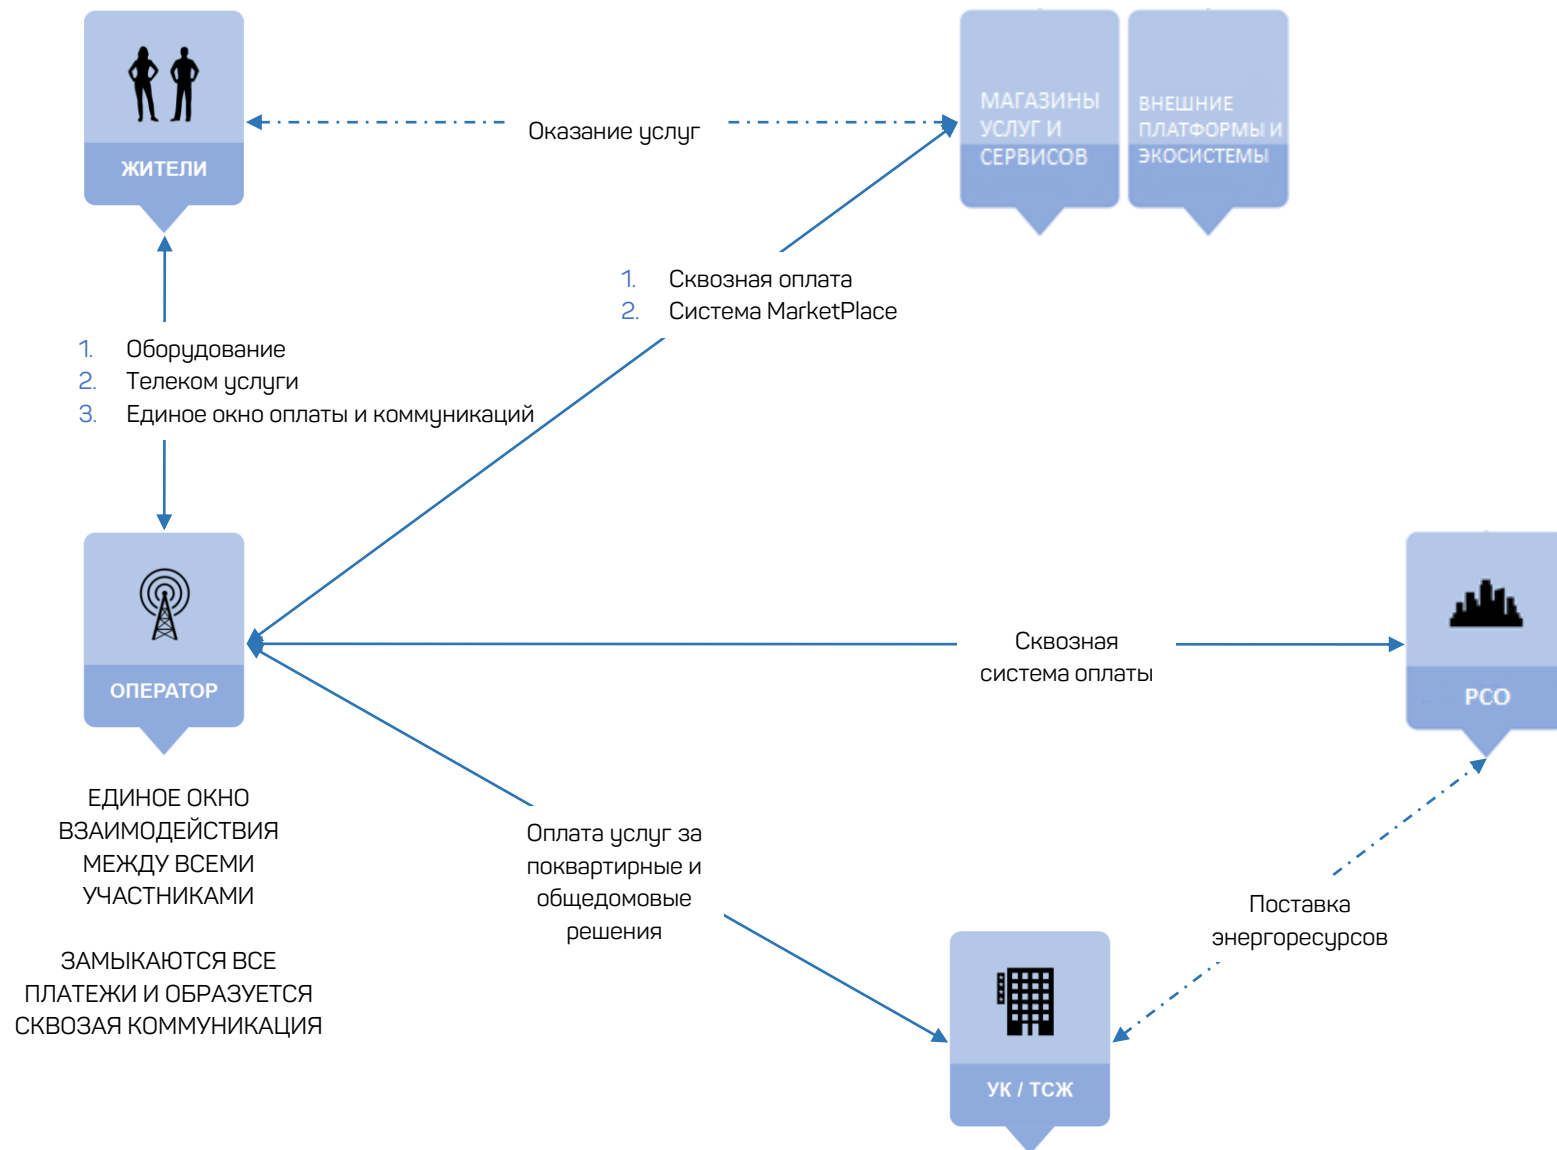 ЖИТЕЛИ
Оказание услуг
МАГАЗИНЫ
УСЛУГ И
СЕРВИСОВ
ВНЕШНИЕ
ПЛАТФОРМЫ И
ЭКОСИСТЕМЫ
1. Сквозная оплата
2. Система MarketPlace
1. Оборудование
2. Телеком услуги
3. Единое окно оплаты и коммуникаций
ОПЕРАТОР
Сквозная
система оплаты
РСО
ЕДИНОЕ ОКНО
ВЗАИМОДЕЙСТВИЯ
МЕЖДУ ВСЕМИ
УЧАСТНИКАМИ
ЗАМЫКАЮТСЯ ВСЕ
ПЛАТЕЖИ И ОБРАЗУЕТСЯ
СКВОЗАЯ КОММУНИКАЦИЯ
Оплата услуг за
поквартирные и
общедомовые
решения
Поставка
энергоресурсов
УК / ТСЖ